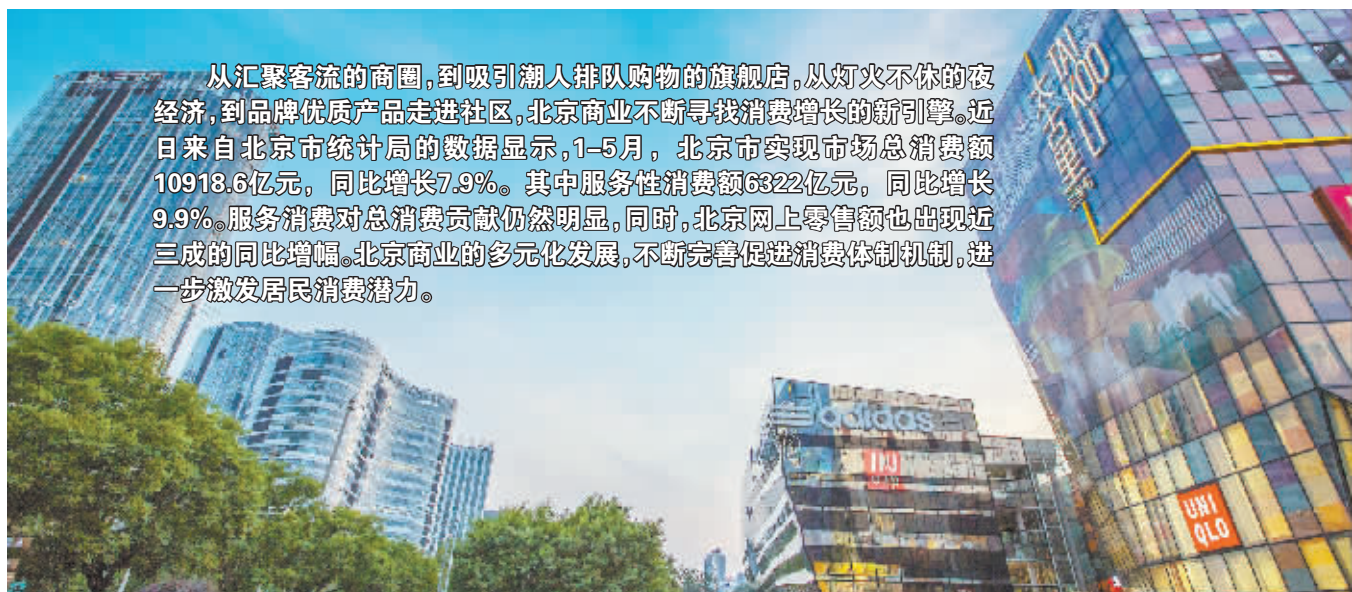 从汇聚客流的商圈,到吸引潮人排队购物的旗舰店,从灯火不休的夜
经济,到品牌优质产品走进社区,北京商业不断寻找消费增长的新引擎。近
日来自北京市统计局的数据显示,1-5月，北京市实现市场总消费额
10918.6亿元，同比增长7.9%。其中服务性消费额6322亿元，同比增长
9.9%。服务消费对总消费贡献仍然明显,同时,北京网上零售额也出现近
三成的同比增幅。北京商业的多元化发展,不断完善促进消费体制机制,进
一步激发居民消费潜力。
TAI
KOO
LI
太古里
adidas
UNI
QLO